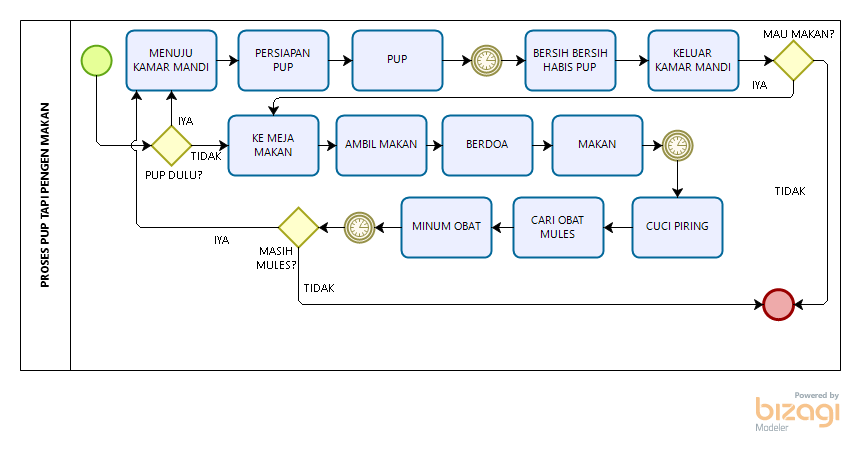 PROSES PUP TAPI PENGEN MAKAN
MENUJU
KAMAR MANDI
PERSIAPAN
PUP
PUP
BERSIH BERSIH
HABIS PUP
KELUAR
KAMAR MANDI
MAU MAKAN?
IYA
IYA
TIDAK
PUP DULU?
KE MEJA
MAKAN
AMBIL MAKAN
BERDOA
MAKAN
TIDAK
CUCI PIRING
CARI OBAT
MULES
MINUM OBAT
MASIH
MULES?
IYA
TIDAK
Powered by
bizagi
Modeler